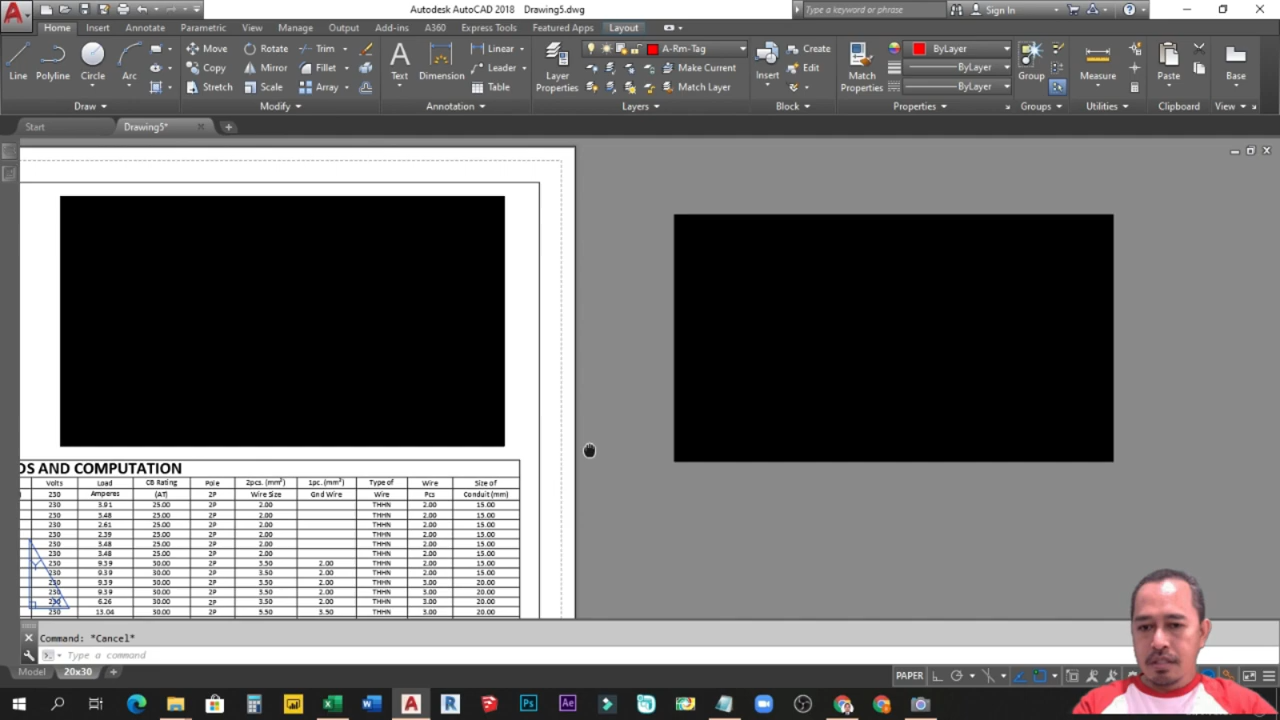 Autodesk AutoCAD 2018 Drawing5.dwg
Type a keyword or phrase
Sign In
Home Insert Annotate Parametric View Manage Output Add-ins A360 Express Tools Featured Apps Layout
Line Polyline Circle Arc
Move Rotate Trim
Copy Mirror Fillet
Stretch Scale Array
Text Dimension
Linear
Leader
Table
Layer Properties
A-Rm-Tag
Make Current
Match Layer
Insert
Create
Edit
Match Properties
ByLayer
ByLayer
ByLayer
Group
Measure
Paste
Base
Draw Modify Annotation Layers Block Properties Groups Utilities Clipboard View
Start Drawing5*
DS AND COMPUTATION
Volts Load CB Rating Pole 2pcs. (mm²) 1pc. (mm²) Type of Wire Size of
230 Amperes (AT) 2P Wire Size Gnd Wire Wire Pcs Conduit (mm)
230 3.91 25.00 2P 2.00 THHN 2.00 15.00
230 3.48 25.00 2P 2.00 THHN 2.00 15.00
230 2.61 25.00 2P 2.00 THHN 2.00 15.00
230 2.39 25.00 2P 2.00 THHN 2.00 15.00
230 3.48 25.00 2P 2.00 THHN 2.00 15.00
230 3.48 25.00 2P 2.00 THHN 2.00 15.00
230 9.39 30.00 2P 3.50 2.00 THHN 2.00 15.00
230 9.39 30.00 2P 3.50 2.00 THHN 2.00 15.00
230 9.39 30.00 2P 3.50 2.00 THHN 3.00 20.00
230 9.39 30.00 2P 3.50 2.00 THHN 3.00 20.00
6.26 30.00 2P 3.50 2.00 THHN 3.00 20.00
230 13.04 30.00 2P 5.50 3.50 THHN 3.00 20.00
Y
X
Command: *Cancel*
Type a command
Model 20x30
PAPER